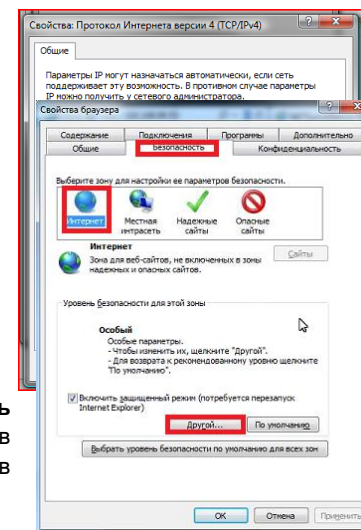 Свойства: Протокол Интернета версии 4 (TCP/IPv4)
Общие
Параметры IP могут назначаться автоматически, если сеть
поддерживает эту возможность. В противном случае параметры
IP можно получить у сетевого администратора.
Свойства браузера
Содержание Подключения Программы Дополнительно
Общие Безопасность Конфиденциальность
Выберите зону для настройки ее параметров безопасности.
Интернет Местная интрасеть Надежные сайты Опасные сайты
Интернет
Зона для веб-сайтов, не включенных в зоны
надежных и опасных сайтов.
Сайты
Уровень безопасности для этой зоны
Особый
Особые параметры.
- Чтобы изменить их, щелкните "Другой".
- Для возврата к рекомендованному уровню щелкните
"По умолчанию".
Включить защищенный режим (потребуется перезапуск
Internet Explorer)
Другой... По умолчанию
Выбрать уровень безопасности по умолчанию для всех зон
OK Отмена Применить
ь
в
в